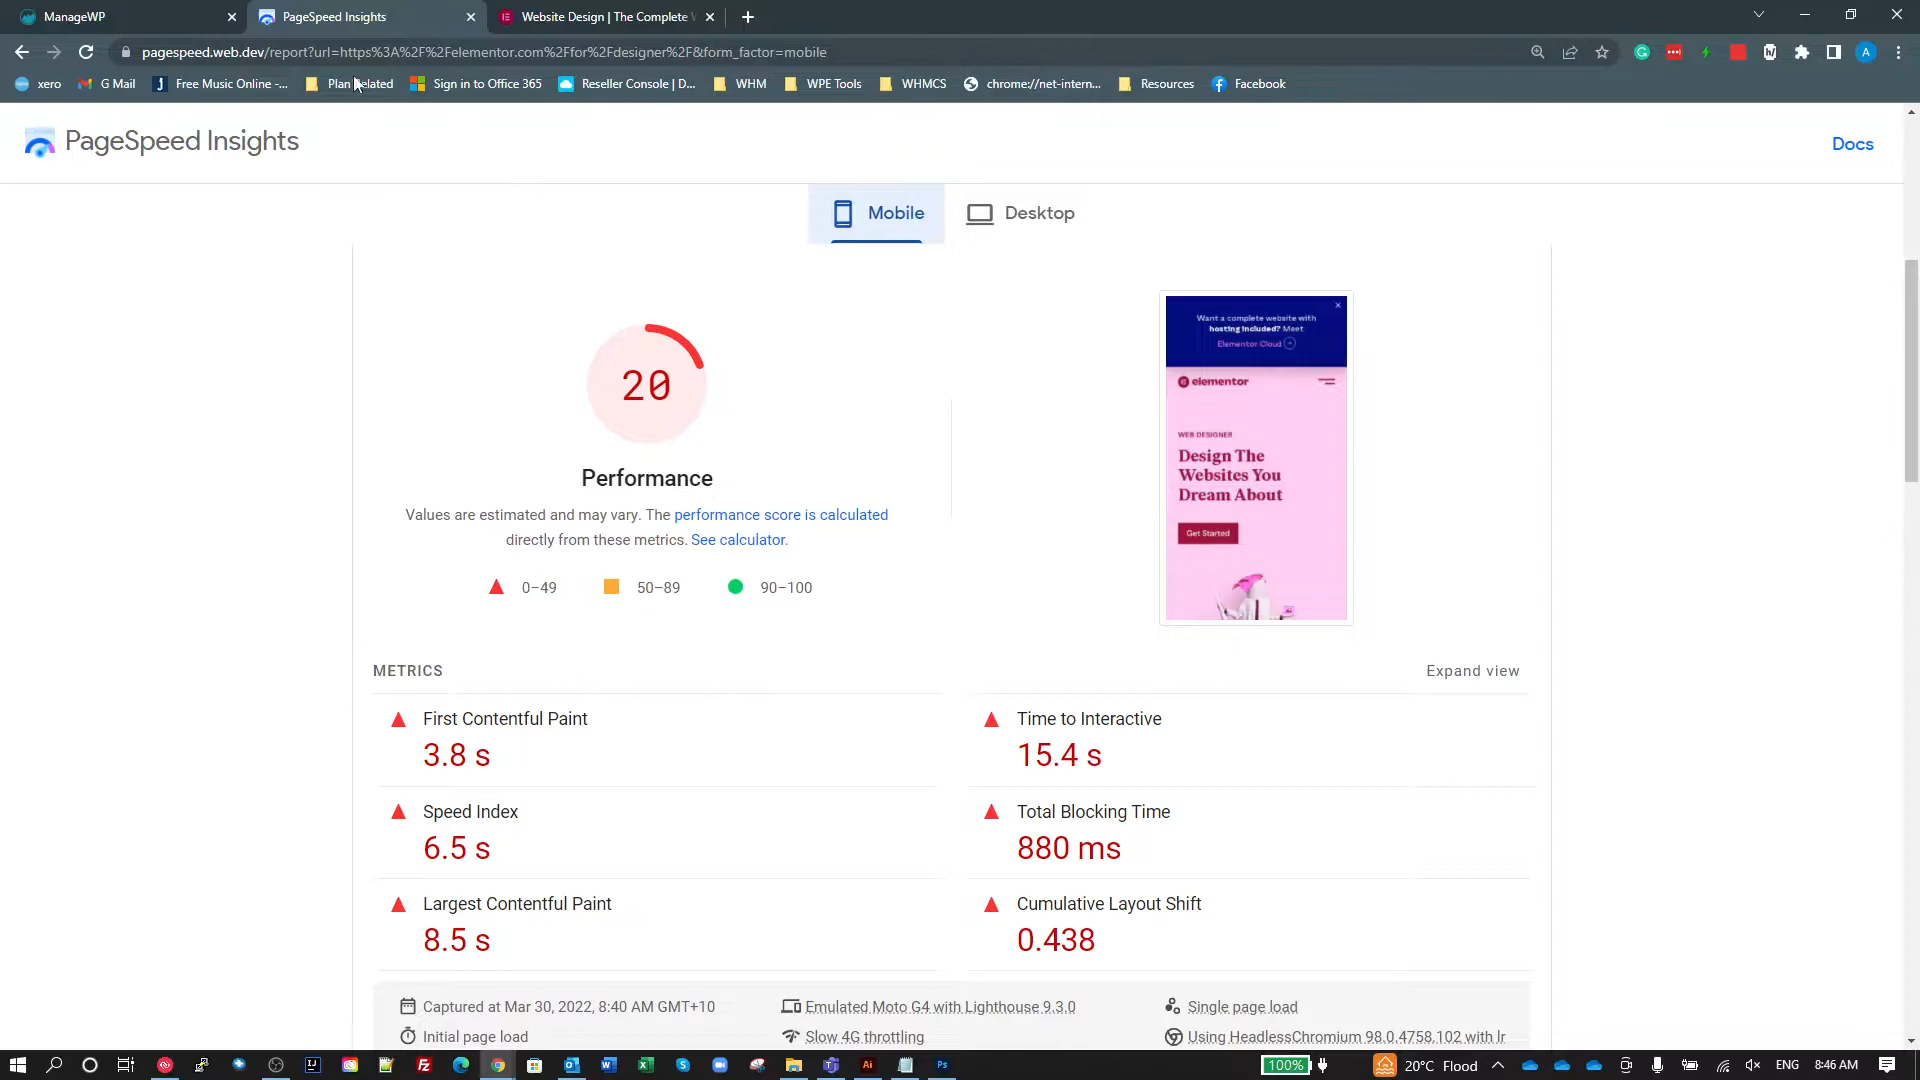 ManageWP
PageSpeed Insights
Website Design | The Complete W
pagespeed.web.dev/report?url=https%3A%2F%2Felementor.com%2Ffor%2Fdesigner%2F&form_factor=mobile
xero
G Mail
Free Music Online -...
Plan Related
Sign in to Office 365
Reseller Console | D...
WHM
WPE Tools
WHMCS
chrome://net-intern...
Resources
Facebook
PageSpeed Insights
Docs
Mobile
Desktop
20
Performance
Values are estimated and may vary. The performance score is calculated
directly from these metrics. See calculator.
0–49
50–89
90–100
Want a complete website with
hosting included? Meet
Elementor Cloud
elementor
WEB DESIGNER
Design The
Websites You
Dream About
Get Started
METRICS
Expand view
First Contentful Paint
3.8 s
Time to Interactive
15.4 s
Speed Index
6.5 s
Total Blocking Time
880 ms
Largest Contentful Paint
8.5 s
Cumulative Layout Shift
0.438
Captured at Mar 30, 2022, 8:40 AM GMT+10
Emulated Moto G4 with Lighthouse 9.3.0
Single page load
Initial page load
Slow 4G throttling
Using HeadlessChromium 98.0.4758.102 with lr
100%
20°C Flood
ENG
8:46 AM